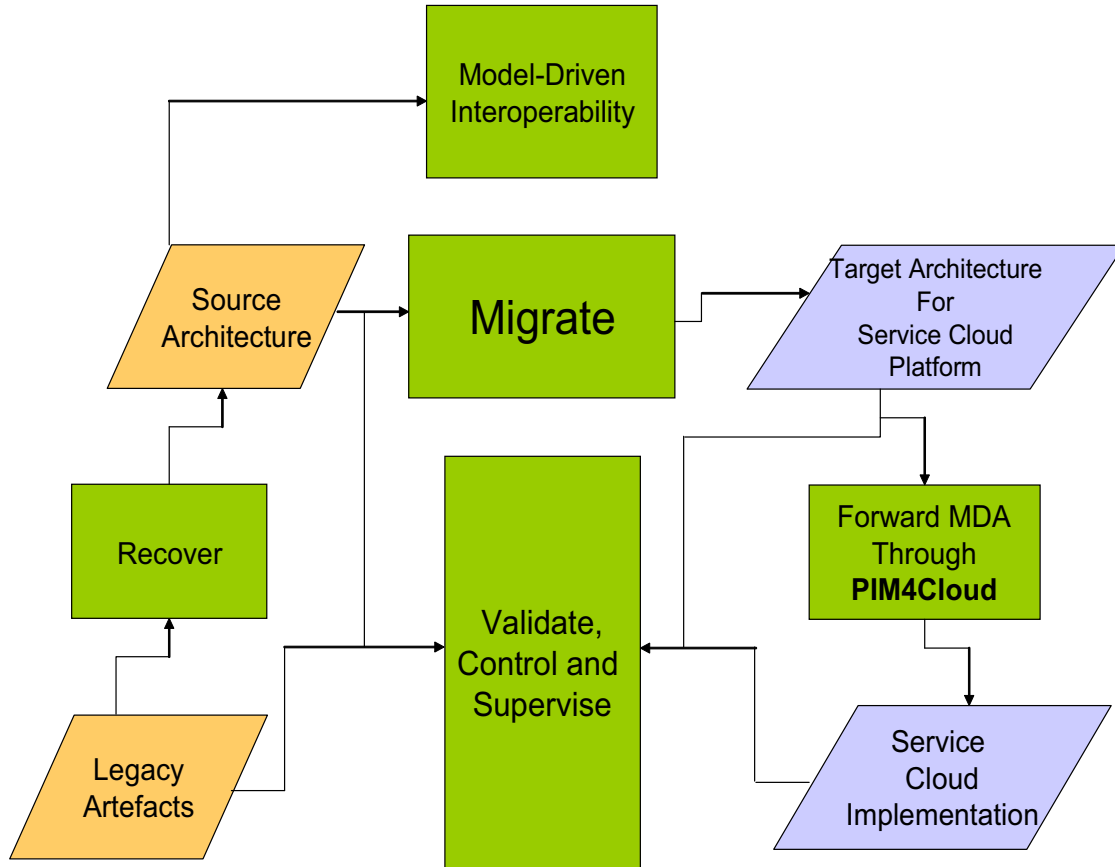 Model-Driven
Interoperability
Source
Architecture
Migrate
Target Architecture
For
Service Cloud
Platform
Recover
Forward MDA
Through
PIM4Cloud
Validate,
Control and
Supervise
Legacy
Artefacts
Service
Cloud
Implementation